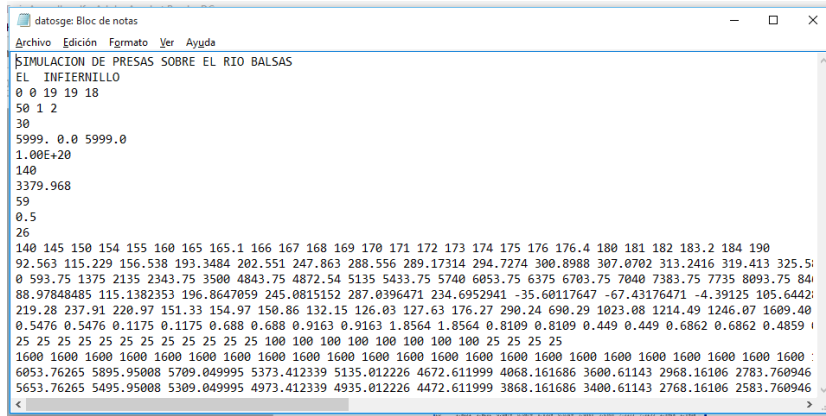 datosge: Bloc de notas
Archivo Edición Formato Ver Ayuda
SIMULACION DE PRESAS SOBRE EL RIO BALSAS
EL INFIERNILLO
0 0 19 19 18
50 1 2
30
5999. 0.0 5999.0
1.00E+20
140
3379.968
59
0.5
26
140 145 150 154 155 160 165 165.1 166 167 168 169 170 171 172 173 174 175 176 176.4 180 181 182 183.2 184 190
92.563 115.229 156.538 193.3484 202.551 247.863 288.556 289.17314 294.7274 300.8988 307.0702 313.2416 319.413 325.58
0 593.75 1375 2135 2343.75 3500 4843.75 4872.54 5135 5433.75 5740 6053.75 6375 6703.75 7040 7383.75 7735 8093.75 846
88.97848485 115.1382353 196.8647059 245.0815152 287.0396471 234.6952941 -35.60117647 -67.43176471 -4.39125 105.6442
219.28 237.91 220.97 151.33 154.97 150.86 132.15 126.03 127.63 176.27 290.24 690.29 1023.08 1214.49 1246.07 1609.40
0.5476 0.5476 0.1175 0.1175 0.688 0.688 0.9163 0.9163 1.8564 1.8564 0.8109 0.8109 0.449 0.449 0.6862 0.6862 0.4859
25 25 25 25 25 25 25 25 25 25 25 100 100 100 100 100 100 100 100 25 25 25 25
1600 1600 1600 1600 1600 1600 1600 1600 1600 1600 1600 1600 1600 1600 1600 1600 1600 1600 1600 1600 1600 1600 1600
6053.76265 5895.95008 5709.049995 5373.412339 5135.012226 4672.611999 4068.161686 3600.61143 2968.16106 2783.760946
5653.76265 5495.95008 5309.049995 4973.412339 4935.012226 4472.611999 3868.161686 3400.61143 2768.16106 2583.760946